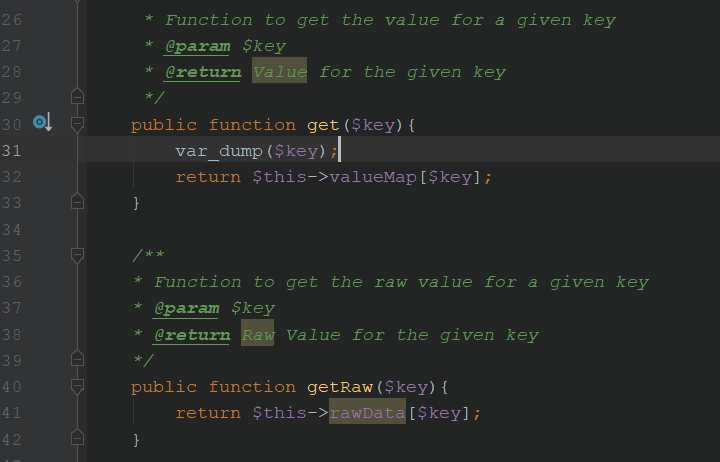 26 * Function to get the value for a given key
27 * @param $key
28 * @return Value for the given key
29 */
30 public function get($key){
31 var_dump($key);
32 return $this->valueMap[$key];
33 }
34
35 /**
36 * Function to get the raw value for a given key
37 * @param $key
38 * @return Raw Value for the given key
39 */
40 public function getRaw($key){
41 return $this->rawData[$key];
42 }